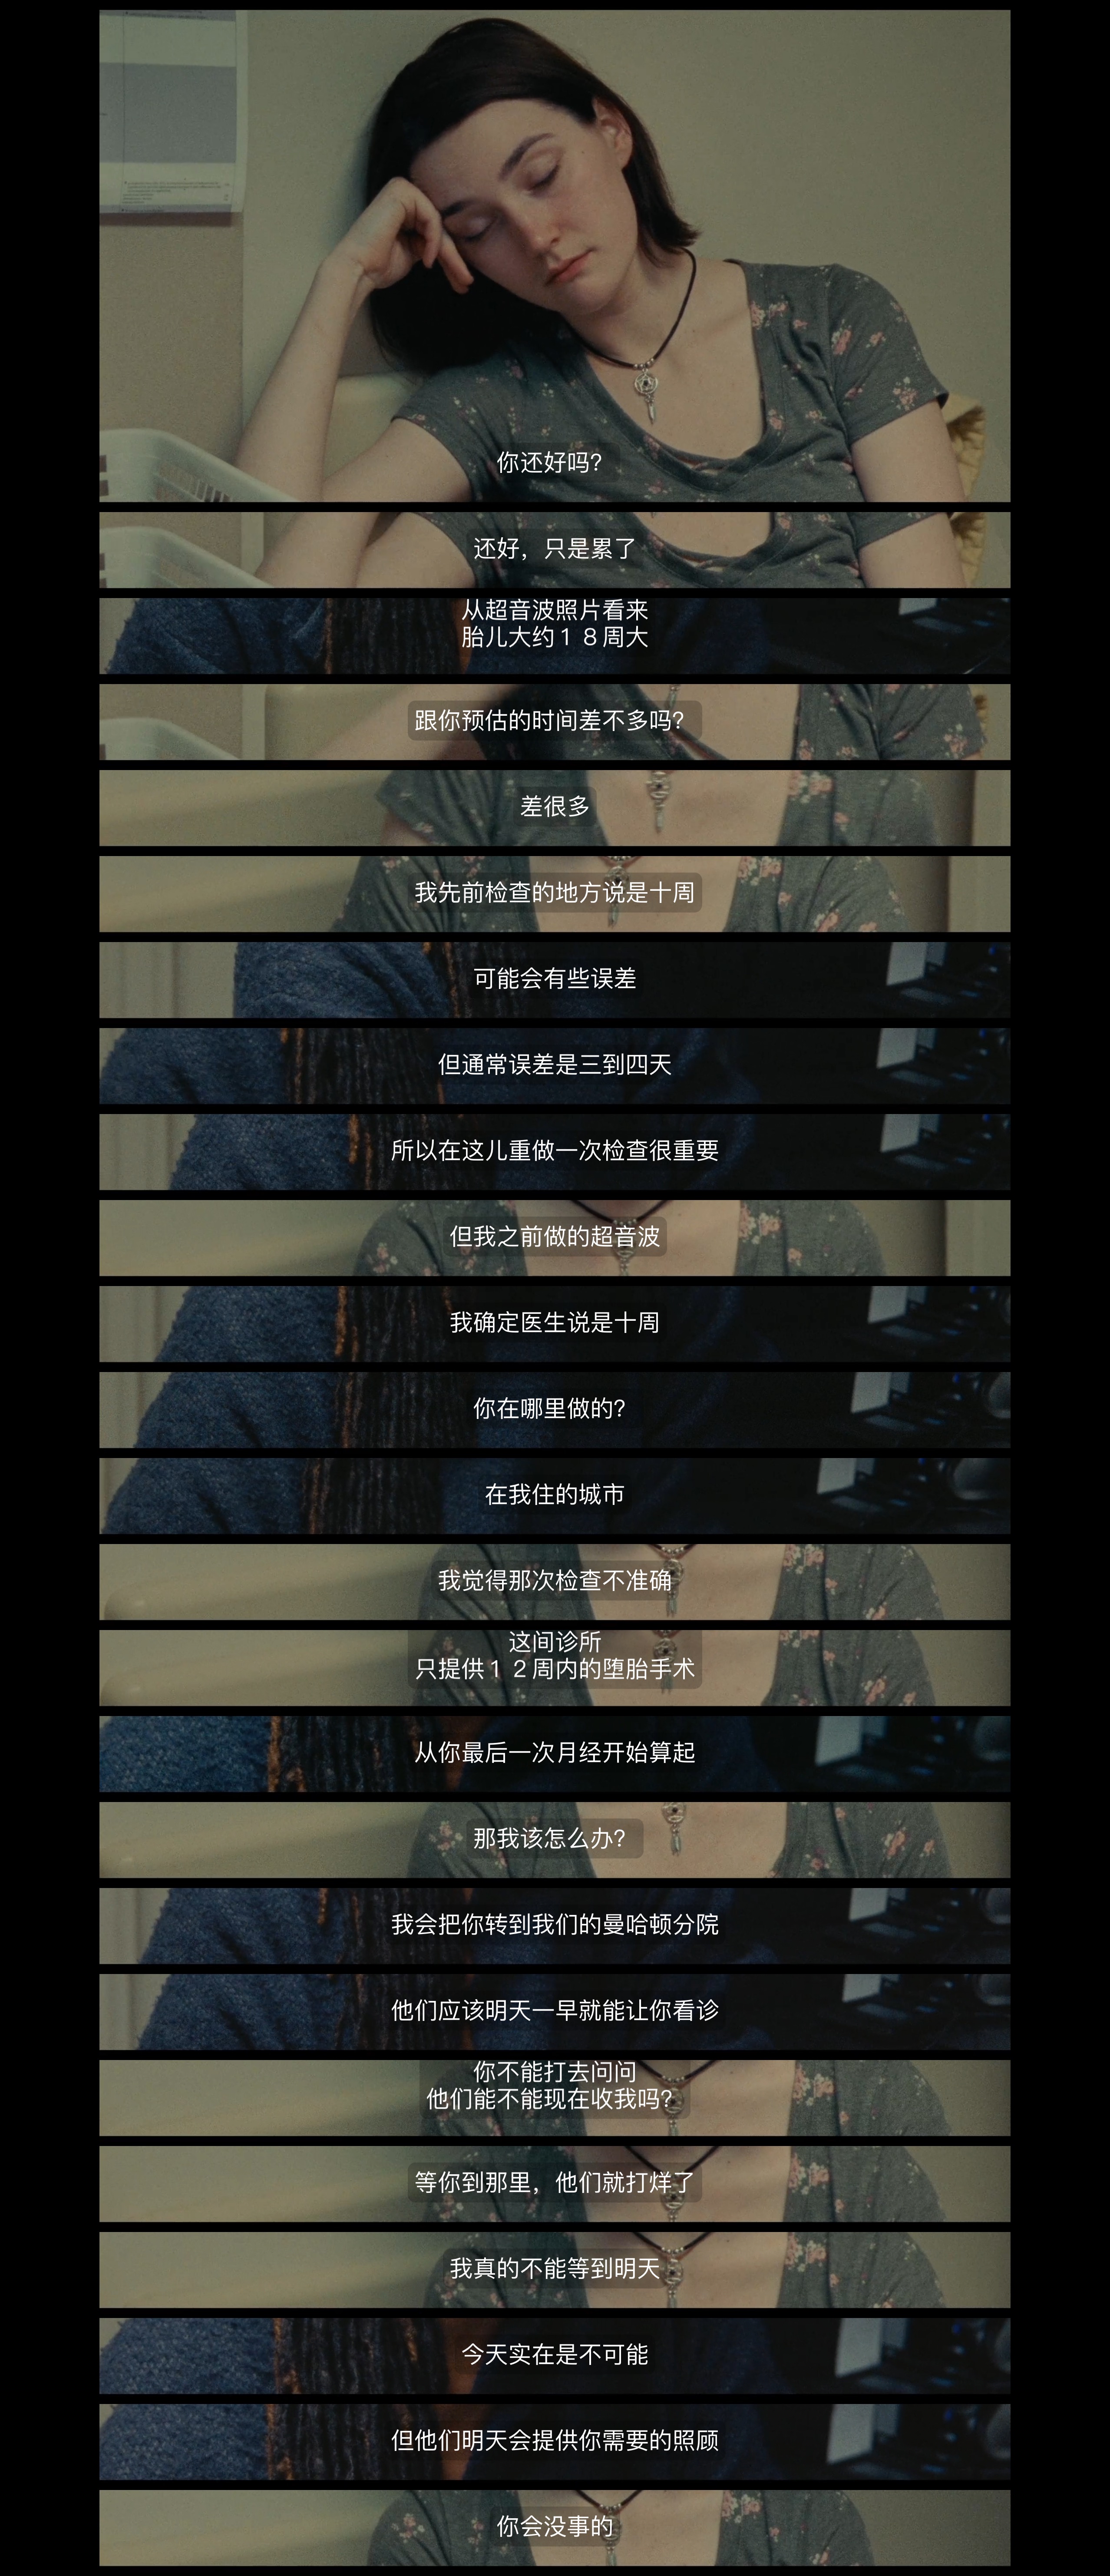 你还好吗？
还好，只是累了
从超音波照片看来
胎儿大约１８周大
跟你预估的时间差不多吗？
差很多
我先前检查的地方说是十周
可能会有些误差
但通常误差是三到四天
所以在这儿重做一次检查很重要
但我之前做的超音波
我确定医生说是十周
你在哪里做的？
在我住的城市
我觉得那次检查不准确
这间诊所
只提供１２周内的堕胎手术
从你最后一次月经开始算起
那我该怎么办？
我会把你转到我们的曼哈顿分院
他们应该明天一早就能让你看诊
你不能打去问问
他们能不能现在收我吗？
等你到那里，他们就打烊了
我真的不能等到明天
今天实在是不可能
但他们明天会提供你需要的照顾
你会没事的